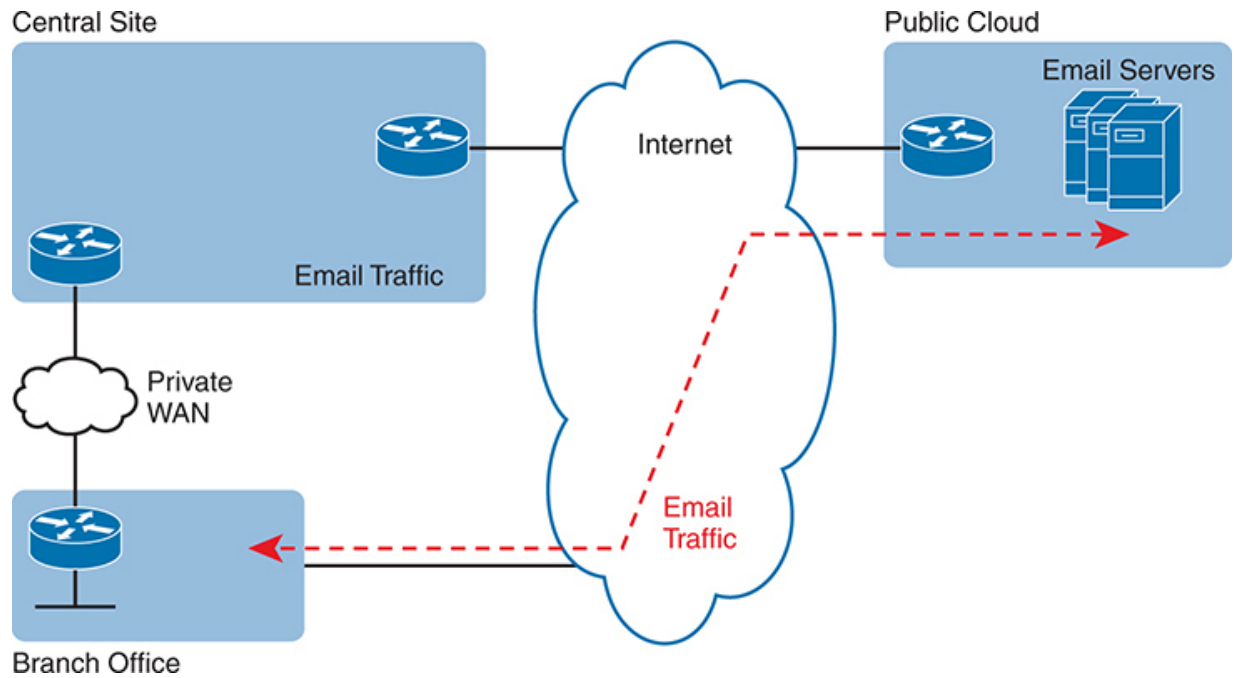 Central Site
Public Cloud
Email Servers
Internet
Email Traffic
Private
WAN
Email
Traffic
Branch Office